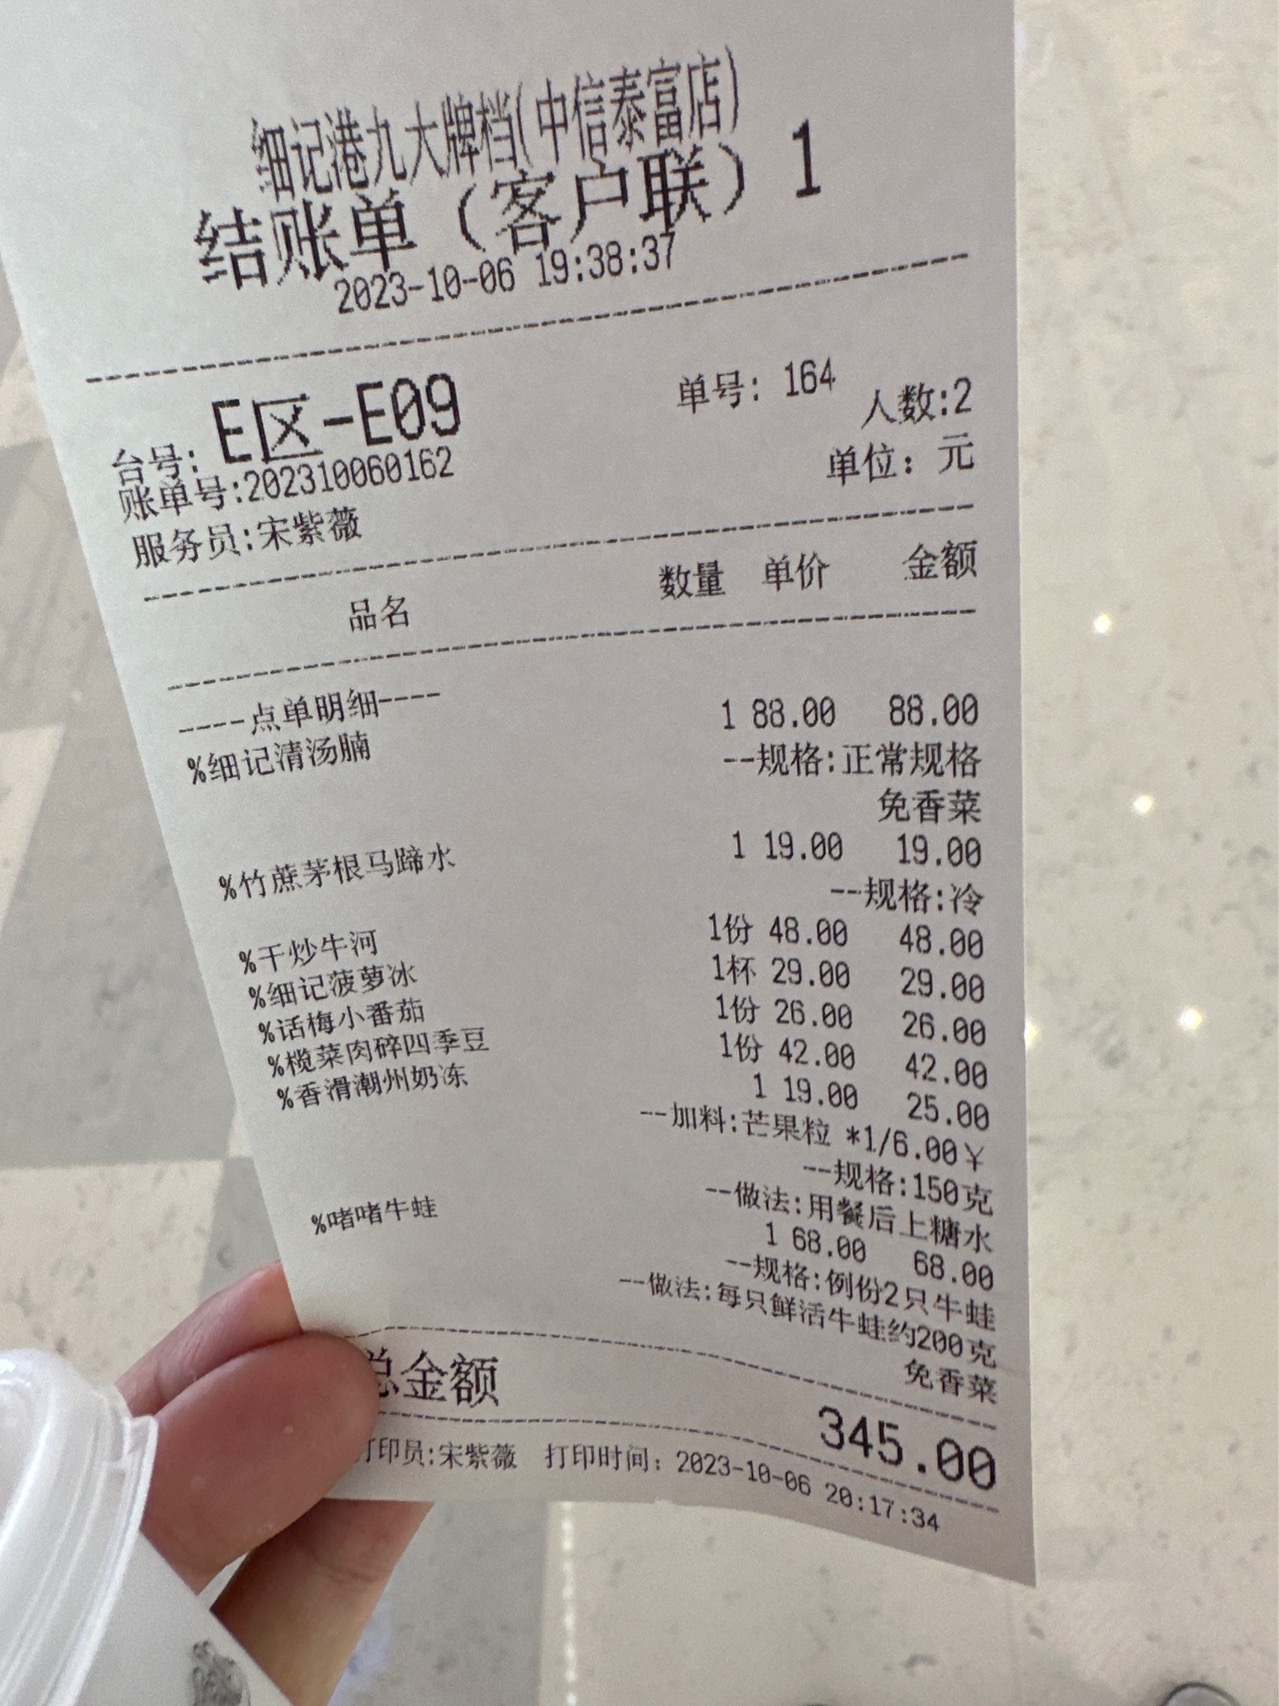 细记港九大牌档(中信泰富店)
结账单（客户联）1
2023-10-06 19:38:37
台号: E区-E09 单号: 164
账单号:202310060162 人数:2
服务员:宋紫薇 单位: 元
品名 数量 单价 金额
----点单明细----
%细记清汤腩 1 88.00 88.00
--规格:正常规格
免香菜
%竹蔗茅根马蹄水 1 19.00 19.00
--规格:冷
%干炒牛河 1份 48.00 48.00
%细记菠萝冰 1杯 29.00 29.00
%话梅小番茄 1份 26.00 26.00
%榄菜肉碎四季豆 1份 42.00 42.00
%香滑潮州奶冻 1 19.00 25.00
--加料:芒果粒 *1/6.00¥
--规格:150克
--做法:用餐后上糖水
%啫啫牛蛙 1 68.00 68.00
--规格:例份2只牛蛙
--做法:每只鲜活牛蛙约200克
免香菜
总金额 345.00
打印员:宋紫薇 打印时间: 2023-10-06 20:17:34